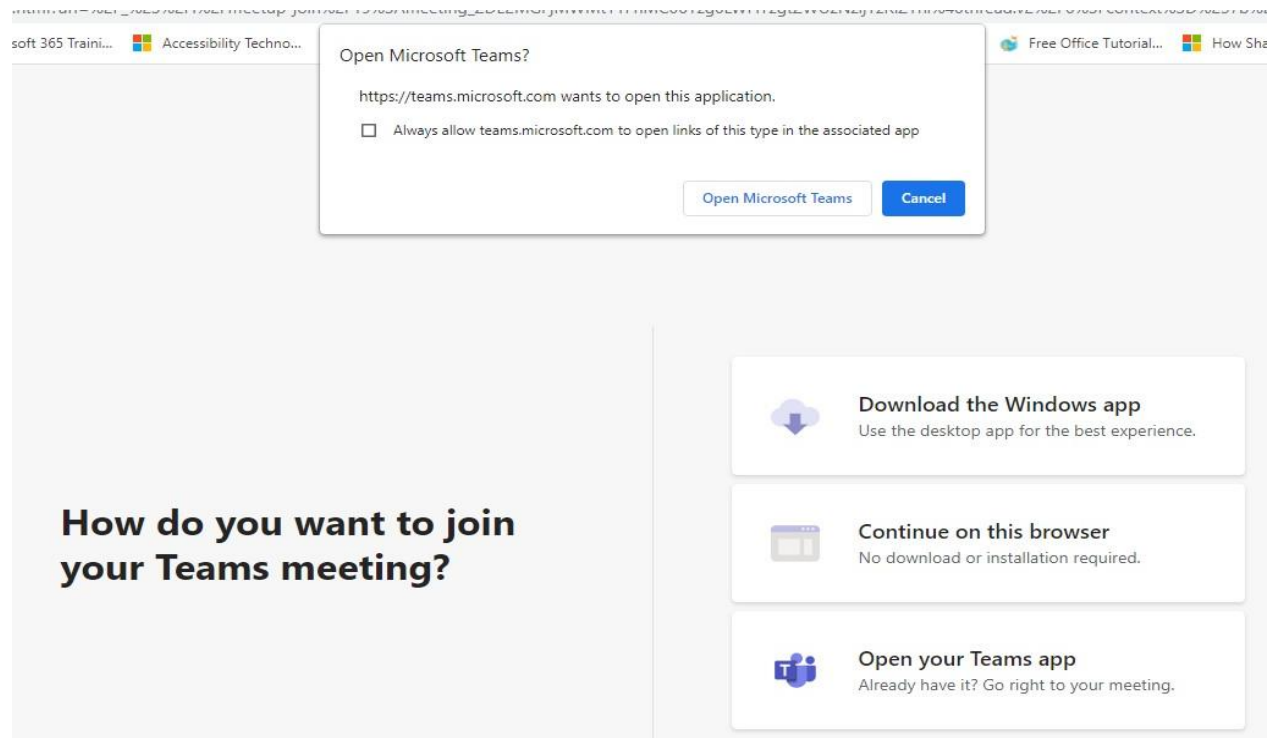 soft 365 Traini...
Accessibility Techno...
Free Office Tutorial...
How Sha
Open Microsoft Teams?
https://teams.microsoft.com wants to open this application.
Always allow teams.microsoft.com to open links of this type in the associated app
Open Microsoft Teams
Cancel
How do you want to join
your Teams meeting?
Download the Windows app
Use the desktop app for the best experience.
Continue on this browser
No download or installation required.
T
Open your Teams app
Already have it? Go right to your meeting.